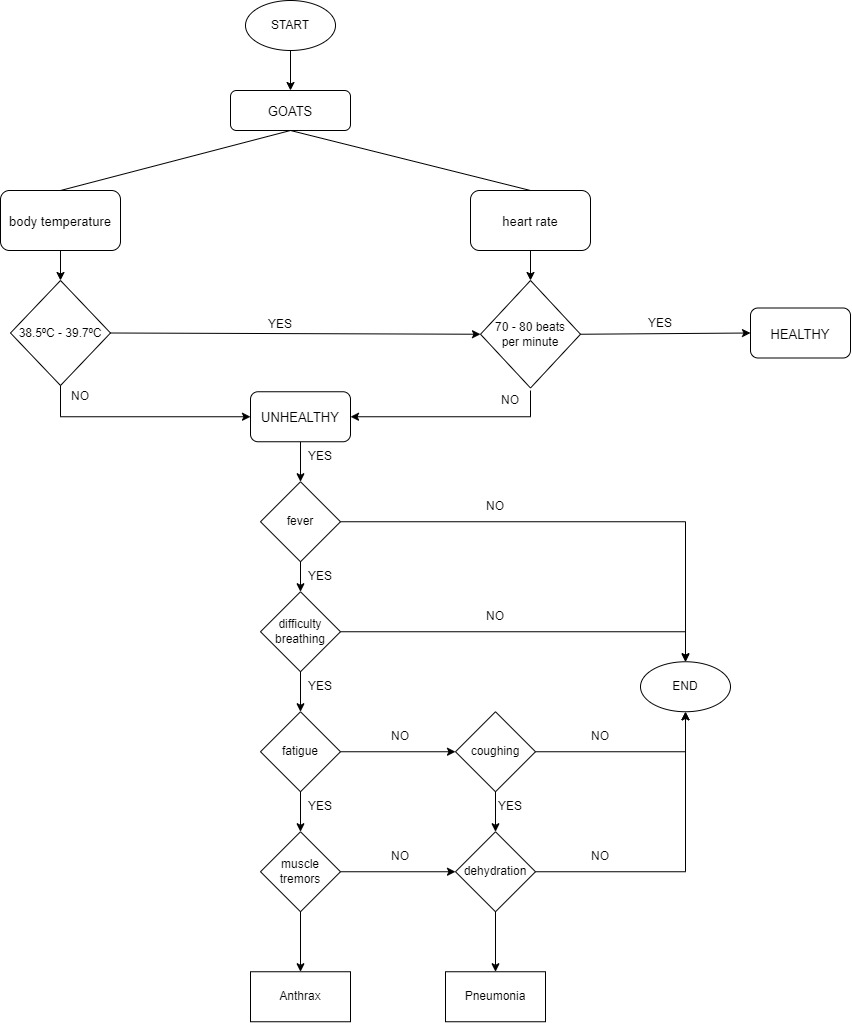 START
GOATS
body temperature
heart rate
38.5ºC - 39.7ºC
YES
70 - 80 beats
per minute
YES
HEALTHY
NO
NO
UNHEALTHY
YES
fever
NO
YES
difficulty
breathing
NO
YES
END
fatigue
NO
coughing
NO
YES
YES
muscle
tremors
NO
dehydration
NO
Anthrax
Pneumonia